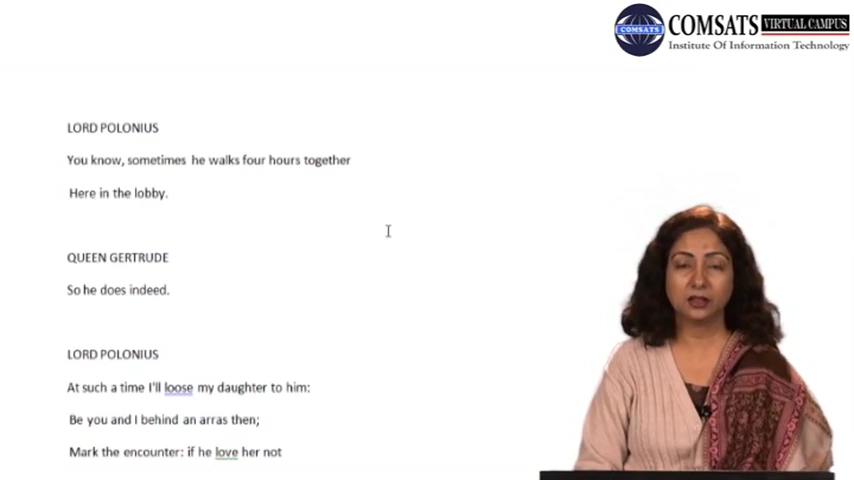 COMSATS VIRTUAL CAMPUS
COMSATS
Institute Of Information Technology
LORD POLONIUS
You know, sometimes he walks four hours together
Here in the lobby.
QUEEN GERTRUDE
So he does indeed.
LORD POLONIUS
At such a time I'll loose my daughter to him:
Be you and I behind an arras then;
Mark the encounter: if he love her not